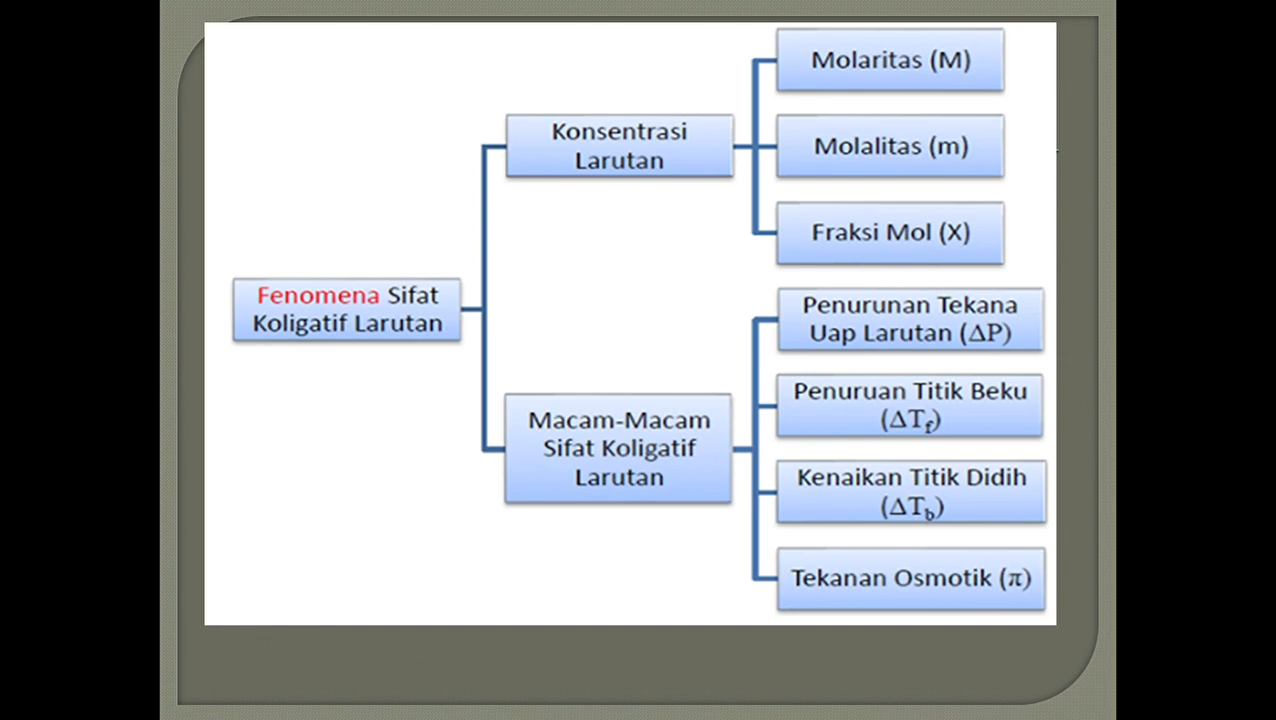 Fenomena Sifat
Koligatif Larutan
Konsentrasi
Larutan
Molaritas (M)
Molalitas (m)
Fraksi Mol (X)
Macam-Macam
Sifat Koligatif
Larutan
Penurunan Tekana
Uap Larutan (ΔP)
Penuruan Titik Beku
(ΔTf)
Kenaikan Titik Didih
(ΔTb)
Tekanan Osmotik (π)